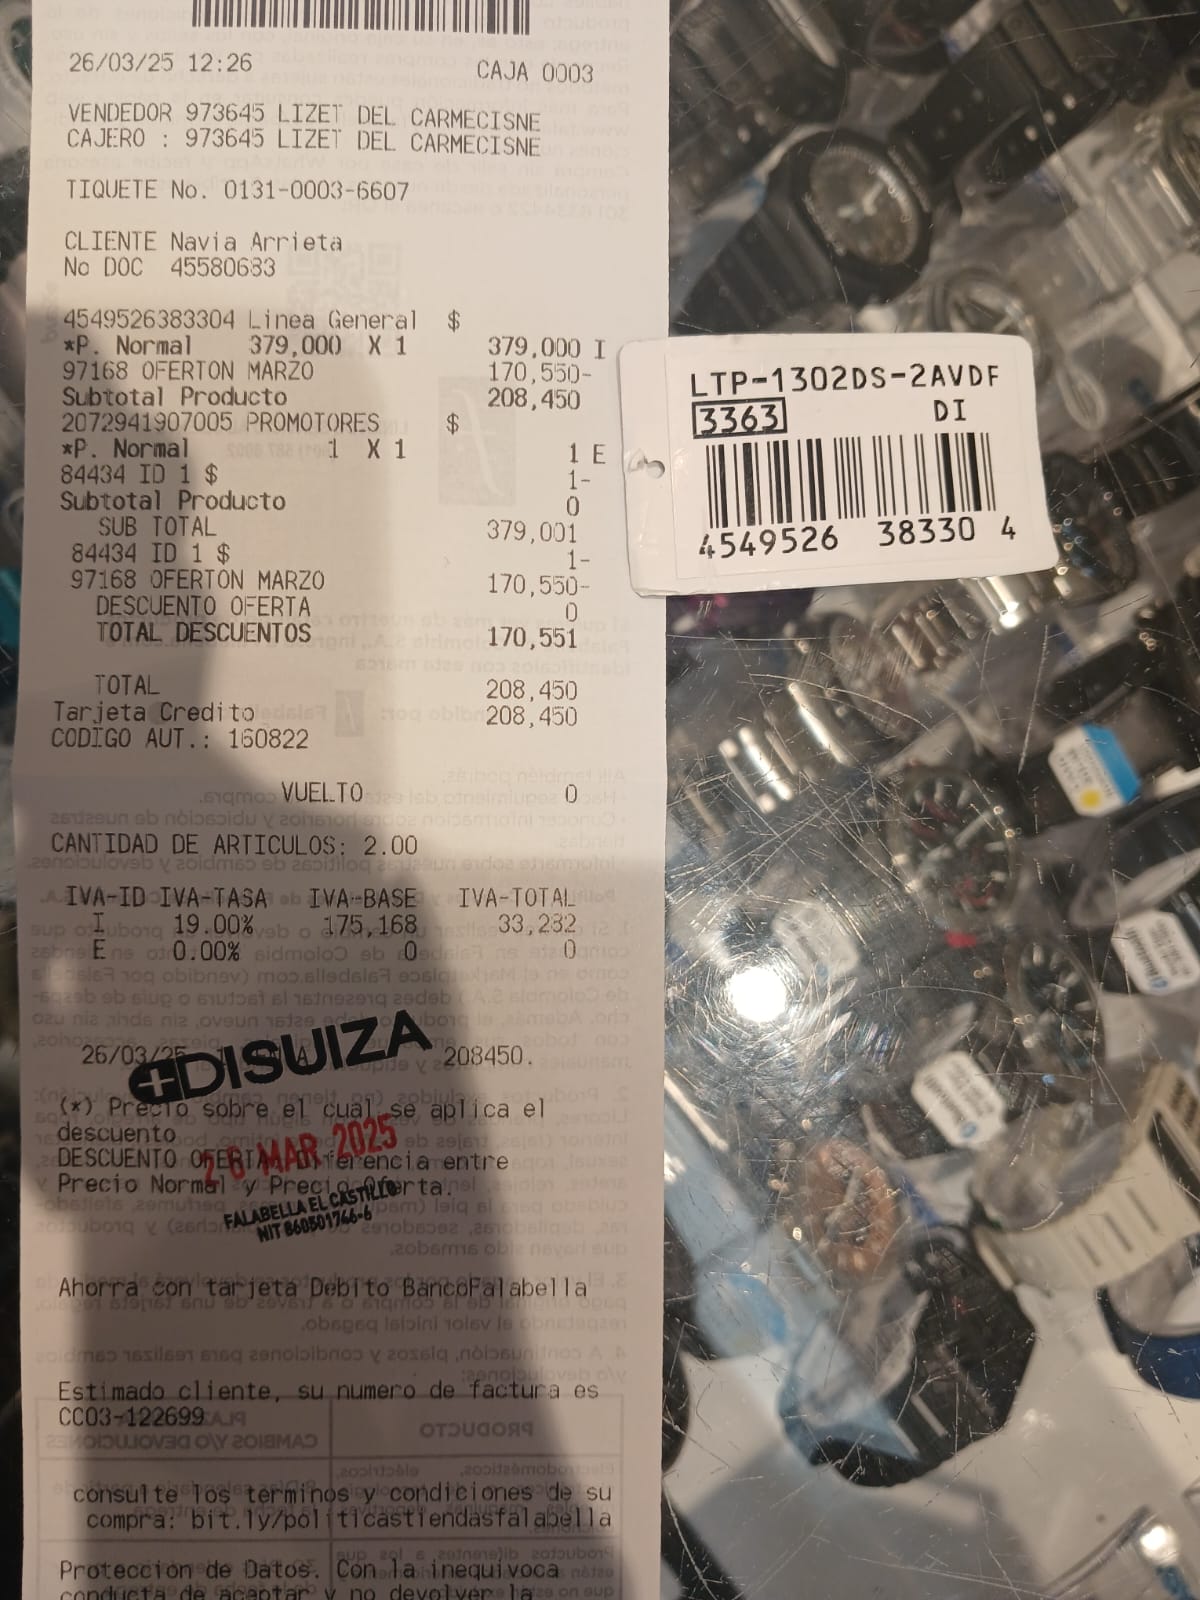 26/03/25 12:26 CAJA 0003
VENDEDOR 973645 LIZET DEL CARMECISNE
CAJERO : 973645 LIZET DEL CARMECISNE
TIQUETE No. 0131-0003-6607
CLIENTE Navia Arrieta
No DOC 45580683
4549526383304 Linea General $
*P. Normal 379,000 X 1 379,000 I
97168 OFERTON MARZO 170,550-
Subtotal Producto 208,450
2072941907005 PROMOTORES $
*P. Normal 1 X 1 1 E
84434 ID 1 $ 1-
Subtotal Producto 0
SUB TOTAL 379,001
84434 ID 1 $ 1-
97168 OFERTON MARZO 170,550-
DESCUENTO OFERTA 0
TOTAL DESCUENTOS 170,551
TOTAL 208,450
Tarjeta Credito 208,450
CODIGO AUT.: 160822
VUELTO 0
CANTIDAD DE ARTICULOS: 2.00
IVA-ID IVA-TASA IVA-BASE IVA-TOTAL
I 19.00% 175,168 33,282
E 0.00% 0 0
26/03/25 208450.
DISUIZA
(*) Precio sobre el cual se aplica el
descuento
DESCUENTO OFERTA: Diferencia entre
Precio Normal y Precio Oferta.
26 MAR 2025
FALABELLA EL CASTILLO
NIT 860501746-6
Ahorra con tarjeta Debito BancoFalabella
Estimado cliente, su numero de factura es
CC03-122699
consulte los terminos y condiciones de su
compra: bit.ly/politicastiendasfalabella
Proteccion de Datos. Con la inequivoca
conducta de aceptar y no devolver la
LTP-1302DS-2AVDF
3363 DI
4549526 38330 4